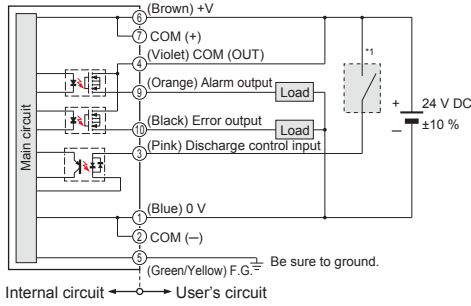 (Brown) +V
6
7 COM (+)
*1
(Violet) COM (OUT)
4
(Orange) Alarm output
9
Load
(Black) Error output
10
Load
+
24 V DC
±10 %
–
(Pink) Discharge control input
3
Main circuit
(Blue) 0 V
1
2 COM (–)
5
(Green/Yellow) F.G.
Be sure to ground.
Internal circuit
User's circuit